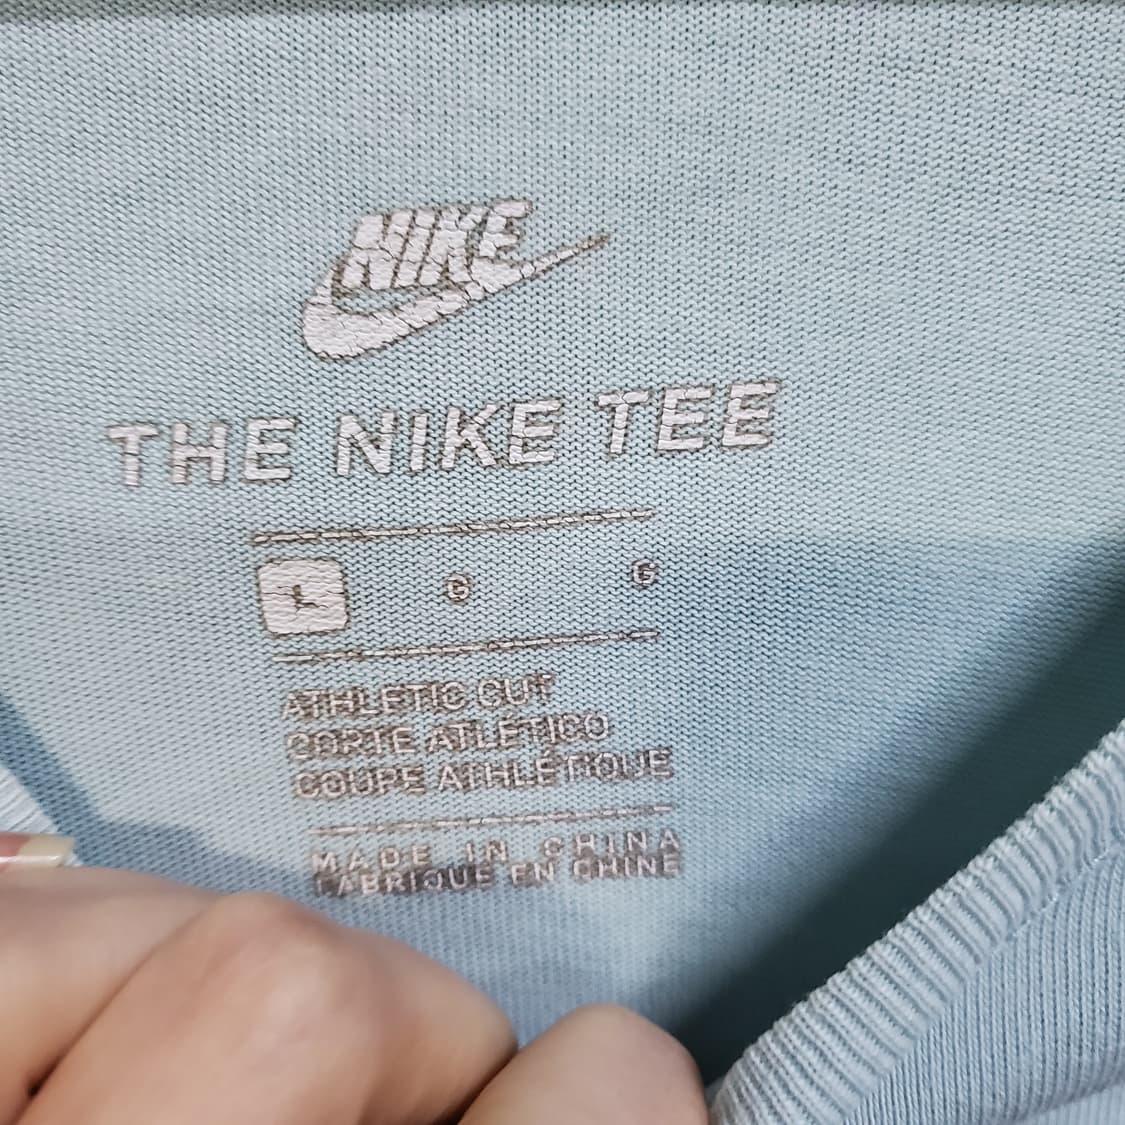 NIKE
THE NIKE TEE
L G G
ATHLETIC CUT
CORTE ATLÉTICO
COUPE ATHLÉTIQUE
MADE IN CHINA
FABRIQUÉ EN CHINE